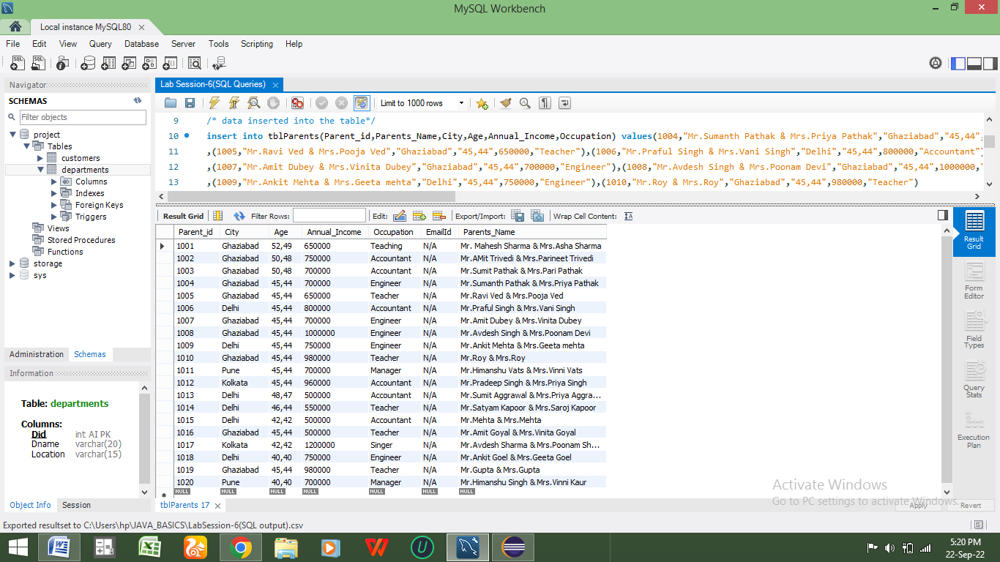 MySQL Workbench
Local instance MySQL80
File Edit View Query Database Server Tools Scripting Help
Navigator
SCHEMAS
Filter objects
project
Tables
customers
departments
Columns
Indexes
Foreign Keys
Triggers
Views
Stored Procedures
Functions
storage
sys
Administration Schemas
Information
Table: departments
Columns:
Did int AI PK
Dname varchar(20)
Location varchar(15)
Object Info Session
Lab Session-6(SQL Queries)
Limit to 1000 rows
9 /* data inserted into the table*/
10 insert into tblParents(Parent_id,Parents_Name,City,Age,Annual_Income,Occupation) values(1004,"Mr.Sumanth Pathak & Mrs.Priya Pathak","Ghaziabad","45,44",
11 ,(1005,"Mr.Ravi Ved & Mrs.Pooja Ved","Ghaziabad","45,44",650000,"Teacher"),(1006,"Mr.Praful Singh & Mrs.Vani Singh","Delhi","45,44",800000,"Accountant")
12 ,(1007,"Mr.Amit Dubey & Mrs.Vinita Dubey","Ghaziabad","45,44",700000,"Engineer"),(1008,"Mr.Avdesh Singh & Mrs.Poonam Devi","Ghaziabad","45,44",1000000,"
13 ,(1009,"Mr.Ankit Mehta & Mrs.Geeta mehta","Delhi","45,44",750000,"Engineer"),(1010,"Mr.Roy & Mrs.Roy","Ghaziabad","45,44",980000,"Teacher")
Result Grid Filter Rows: Edit: Export/Import: Wrap Cell Content:
Parent_id City Age Annual_Income Occupation EmailId Parents_Name
1001 Ghaziabad 52,49 650000 Teaching N/A Mr. Mahesh Sharma & Mrs.Asha Sharma
1002 Ghaziabad 50,48 750000 Accountant N/A Mr.AMit Trivedi & Mrs.Parineet Trivedi
1003 Ghaziabad 50,48 700000 Accountant N/A Mr.Sumit Pathak & Mrs.Pari Pathak
1004 Ghaziabad 45,44 700000 Engineer N/A Mr.Sumanth Pathak & Mrs.Priya Pathak
1005 Ghaziabad 45,44 650000 Teacher N/A Mr.Ravi Ved & Mrs.Pooja Ved
1006 Delhi 45,44 800000 Accountant N/A Mr.Praful Singh & Mrs.Vani Singh
1007 Ghaziabad 45,44 700000 Engineer N/A Mr.Amit Dubey & Mrs.Vinita Dubey
1008 Ghaziabad 45,44 1000000 Engineer N/A Mr.Avdesh Singh & Mrs.Poonam Devi
1009 Delhi 45,44 750000 Engineer N/A Mr.Ankit Mehta & Mrs.Geeta mehta
1010 Ghaziabad 45,44 980000 Teacher N/A Mr.Roy & Mrs.Roy
1011 Pune 45,44 700000 Manager N/A Mr.Himanshu Vats & Mrs.Vinni Vats
1012 Kolkata 45,44 960000 Accountant N/A Mr.Pradeep Singh & Mrs.Priya Singh
1013 Delhi 48,47 500000 Accountant N/A Mr.Sumit Aggrawal & Mrs.Priya Aggra...
1014 Delhi 46,44 550000 Teacher N/A Mr.Satyam Kapoor & Mrs.Saroj Kapoor
1015 Delhi 42,42 500000 Accountant N/A Mr.Mehta & Mrs.Mehta
1016 Ghaziabad 45,44 500000 Teacher N/A Mr.Amit Goyal & Mrs.Vinita Goyal
1017 Kolkata 42,42 1200000 Singer N/A Mr.Avdesh Sharma & Mrs.Poonam Sh...
1018 Delhi 40,40 750000 Engineer N/A Mr.Ankit Goel & Mrs.Geeta Goel
1019 Ghaziabad 45,44 980000 Teacher N/A Mr.Gupta & Mrs.Gupta
1020 Pune 40,40 700000 Manager N/A Mr.Himanshu Singh & Mrs.Vinni Kaur
NULL NULL NULL NULL NULL NULL NULL
Result Grid
Form Editor
Field Types
Query Stats
Execution Plan
Activate Windows
Go to PC settings to activate Windows.
tblParents 17
Apply Revert
Exported resultset to C:\Users\hp\JAVA_BASICS\LabSession-6(SQL output).csv
5:20 PM
22-Sep-22